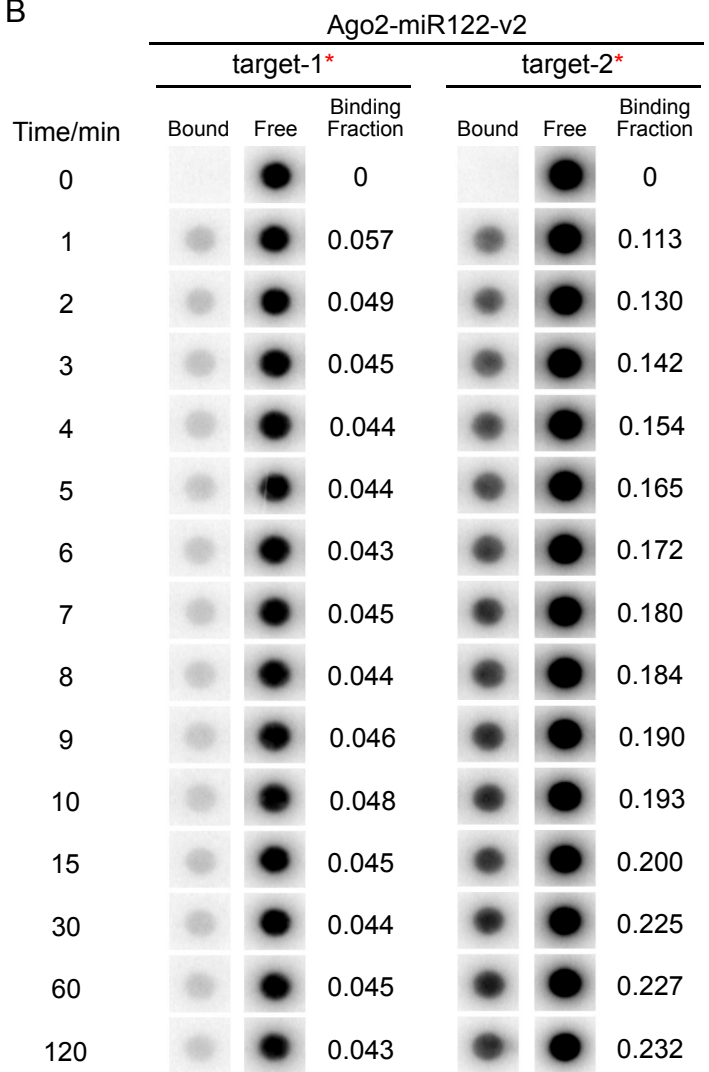 B
Ago2-miR122-v2
target-1* target-2*
Time/min Bound Free Binding Fraction Bound Free Binding Fraction
0 0 0
1 0.057 0.113
2 0.049 0.130
3 0.045 0.142
4 0.044 0.154
5 0.044 0.165
6 0.043 0.172
7 0.045 0.180
8 0.044 0.184
9 0.046 0.190
10 0.048 0.193
15 0.045 0.200
30 0.044 0.225
60 0.045 0.227
120 0.043 0.232